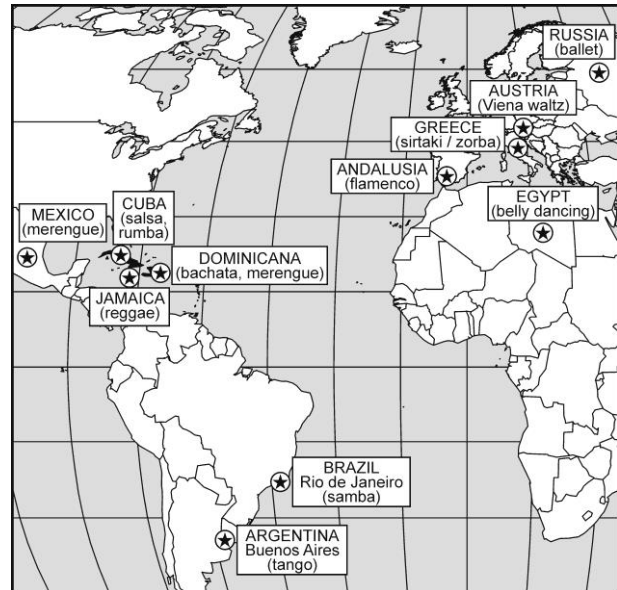 RUSSIA
(ballet)
AUSTRIA
(Viena waltz)
GREECE
(sirtaki / zorba)
ANDALUSIA
(flamenco)
EGYPT
(belly dancing)
CUBA
(salsa,
rumba)
MEXICO
(merengue)
DOMINICANA
(bachata, merengue)
JAMAICA
(reggae)
BRAZIL
Rio de Janeiro
(samba)
ARGENTINA
Buenos Aires
(tango)